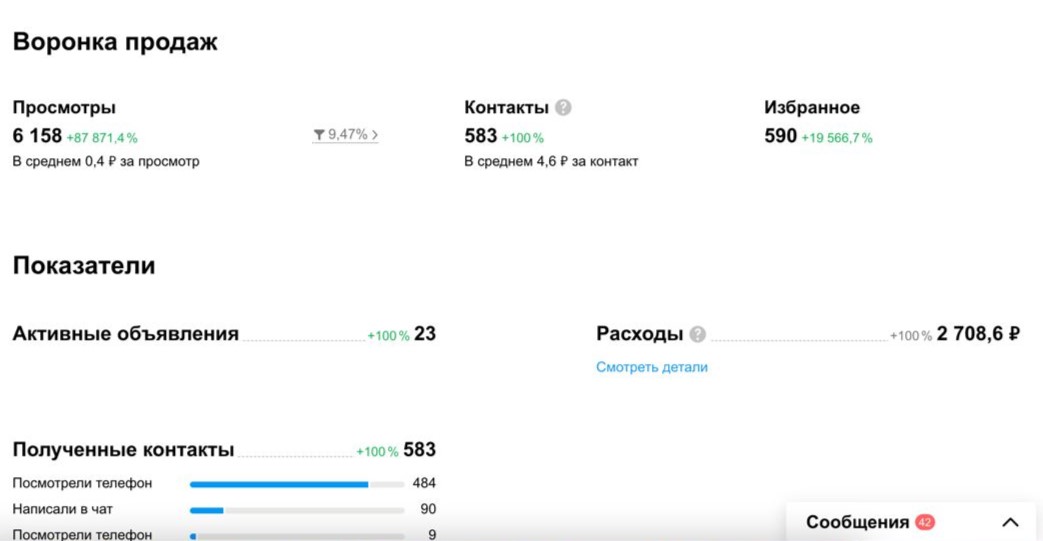 Воронка продаж
Просмотры
6 158 +87 871,4 %
9,47% >
В среднем 0,4 ₽ за просмотр
Контакты ?
583 +100 %
В среднем 4,6 ₽ за контакт
Избранное
590 +19 566,7 %
Показатели
Активные объявления +100 % 23
Расходы ? +100 % 2 708,6 ₽
Смотреть детали
Полученные контакты +100 % 583
Посмотрели телефон 484
Написали в чат 90
Посмотрели телефон 9
Сообщения 42